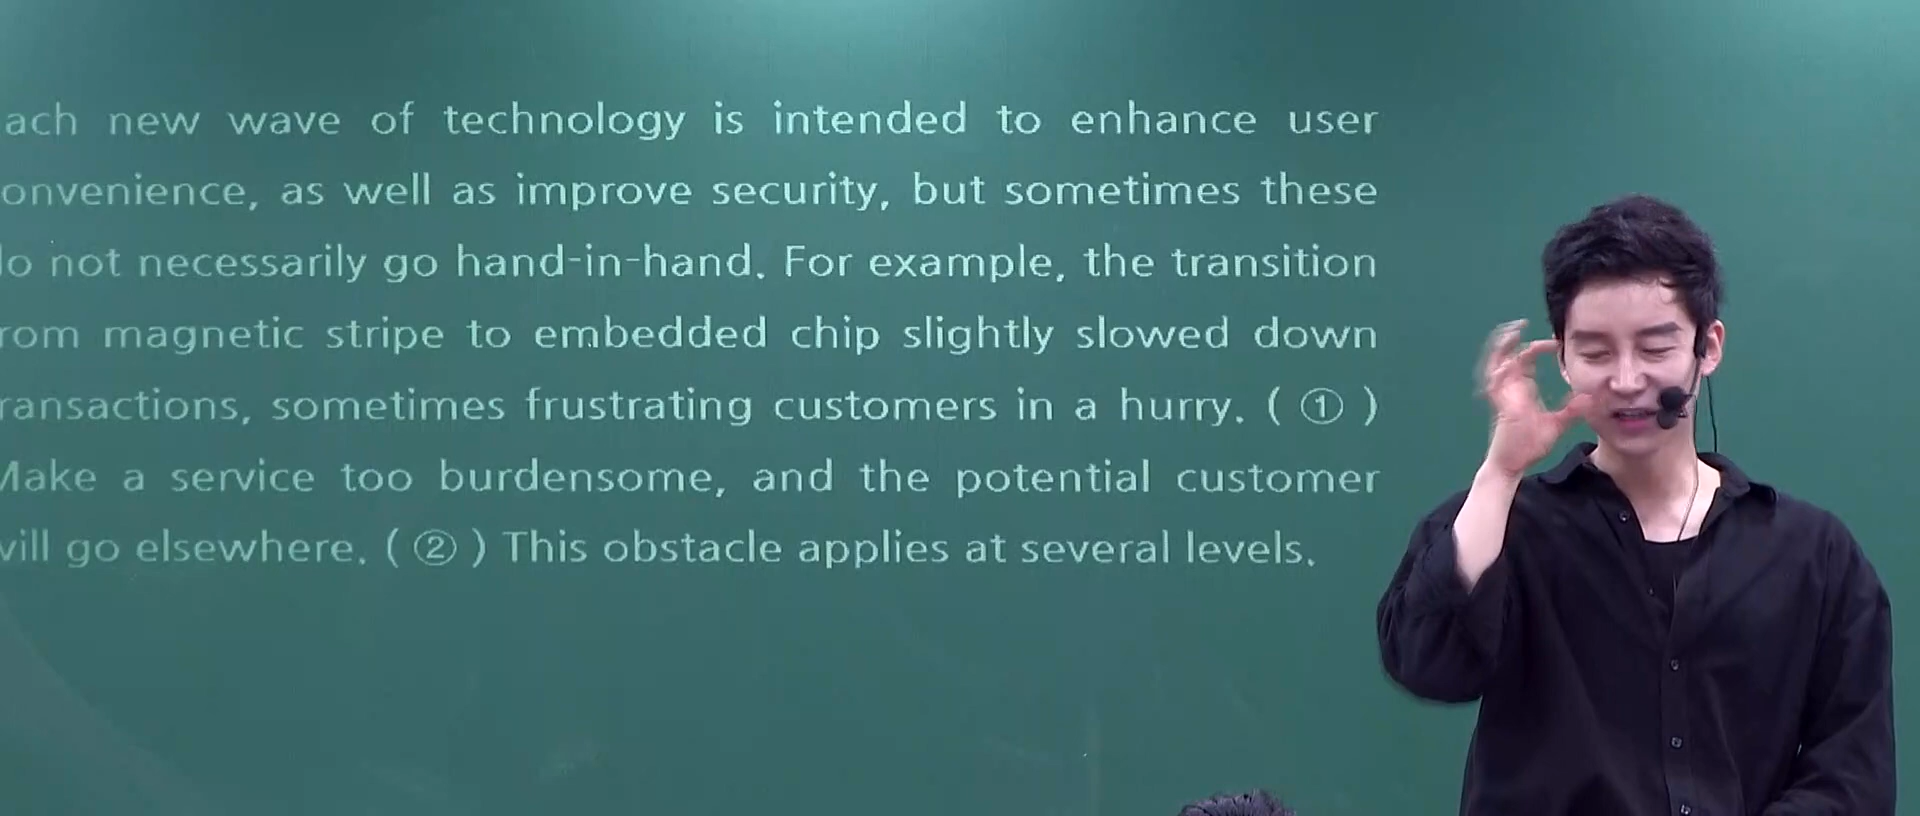 ach new wave of technology is intended to enhance user
onvenience, as well as improve security, but sometimes these
do not necessarily go hand-in-hand. For example, the transition
rom magnetic stripe to embedded chip slightly slowed down
ransactions, sometimes frustrating customers in a hurry. ( ① )
Make a service too burdensome, and the potential customer
will go elsewhere. ( ② ) This obstacle applies at several levels.